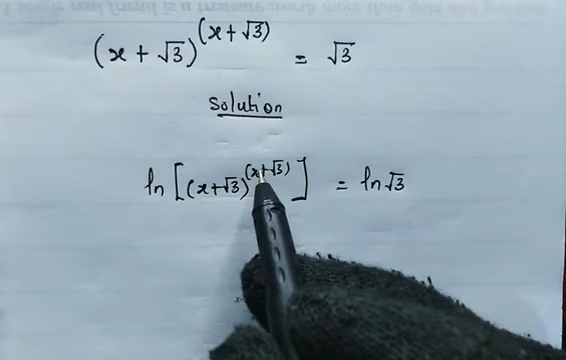 (x + √3)^(x + √3) = √3
Solution
ln [(x+√3)^(x+√3)] = ln √3